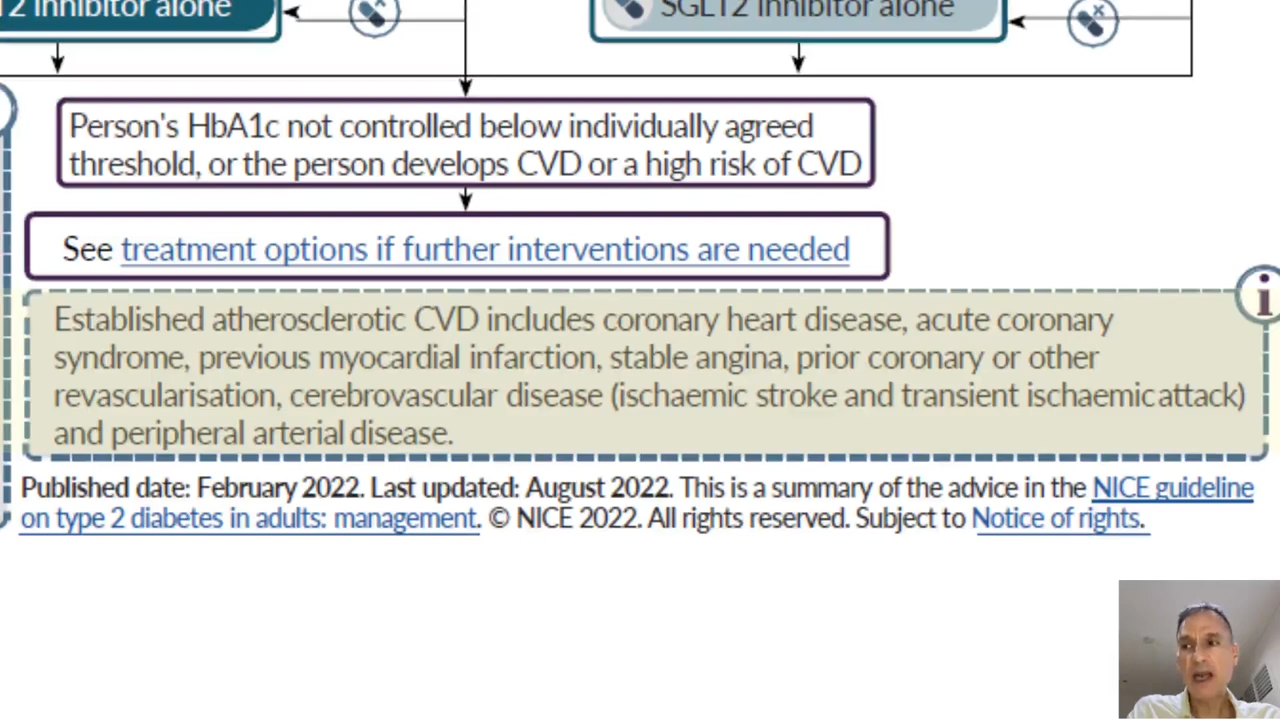 T2 inhibitor alone
SGLT2 inhibitor alone
Person's HbA1c not controlled below individually agreed
threshold, or the person develops CVD or a high risk of CVD
See treatment options if further interventions are needed
i
Established atherosclerotic CVD includes coronary heart disease, acute coronary
syndrome, previous myocardial infarction, stable angina, prior coronary or other
revascularisation, cerebrovascular disease (ischaemic stroke and transient ischaemic attack)
and peripheral arterial disease.
Published date: February 2022. Last updated: August 2022. This is a summary of the advice in the NICE guideline
on type 2 diabetes in adults: management. © NICE 2022. All rights reserved. Subject to Notice of rights.